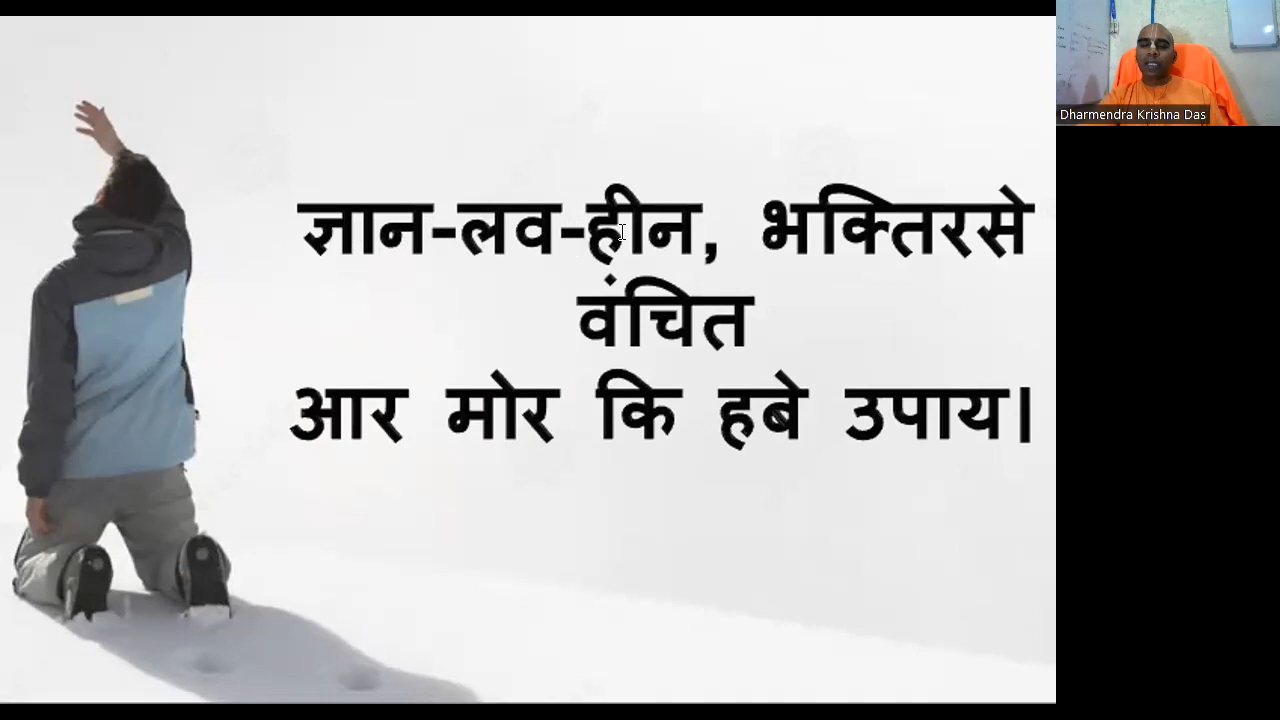 ज्ञान-लव-हीन, भक्तिरसे
वंचित
आर मोर कि हबे उपाय।
Dharmendra Krishna Das